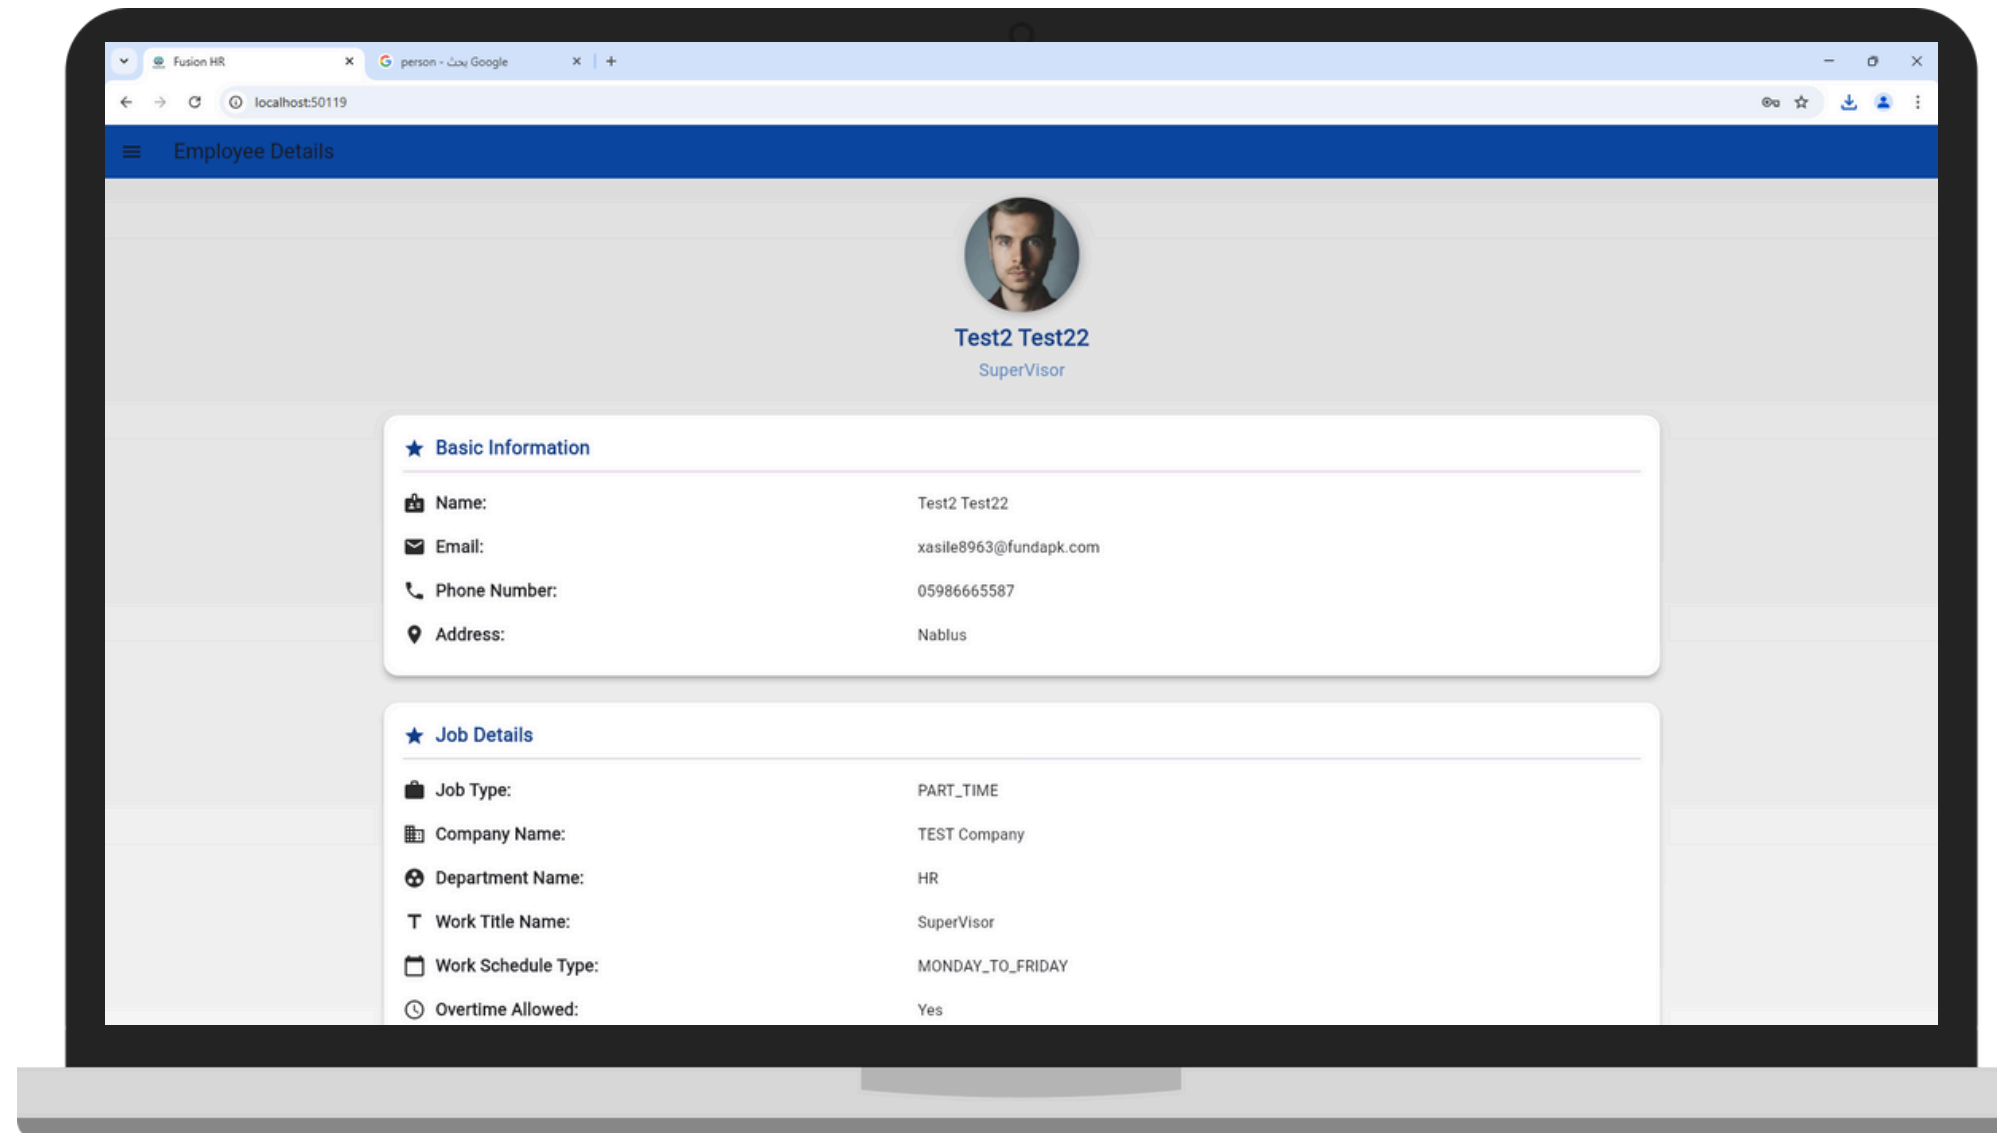 Fusion HR
person - بحث Google
localhost:50119
Employee Details
Test2 Test22
SuperVisor
Basic Information
Name: Test2 Test22
Email: xasile8963@fundapk.com
Phone Number: 05986665587
Address: Nablus
Job Details
Job Type: PART_TIME
Company Name: TEST Company
Department Name: HR
Work Title Name: SuperVisor
Work Schedule Type: MONDAY_TO_FRIDAY
Overtime Allowed: Yes